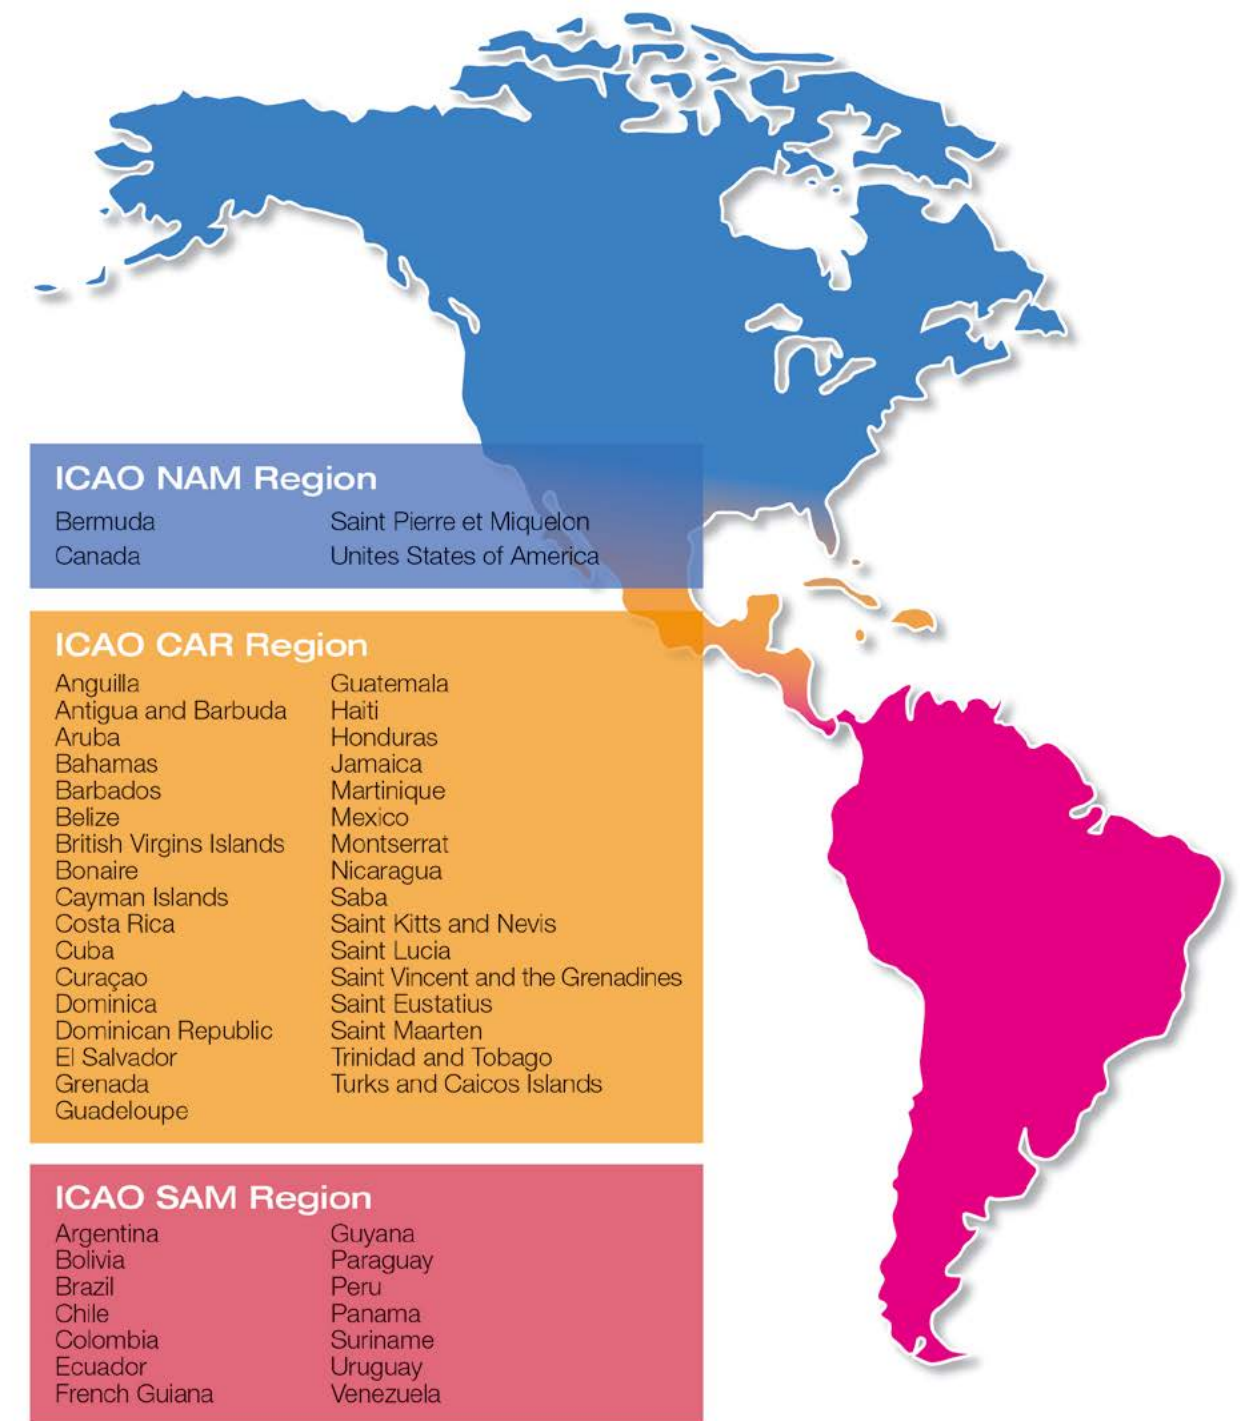 ICAO NAM Region
Bermuda
Canada
Saint Pierre et Miquelon
Unites States of America
ICAO CAR Region
Anguilla
Antigua and Barbuda
Aruba
Bahamas
Barbados
Belize
British Virgins Islands
Bonaire
Cayman Islands
Costa Rica
Cuba
Curaçao
Dominica
Dominican Republic
El Salvador
Grenada
Guadeloupe
Guatemala
Haiti
Honduras
Jamaica
Martinique
Mexico
Montserrat
Nicaragua
Saba
Saint Kitts and Nevis
Saint Lucia
Saint Vincent and the Grenadines
Saint Eustatius
Saint Maarten
Trinidad and Tobago
Turks and Caicos Islands
ICAO SAM Region
Argentina
Bolivia
Brazil
Chile
Colombia
Ecuador
French Guiana
Guyana
Paraguay
Peru
Panama
Suriname
Uruguay
Venezuela